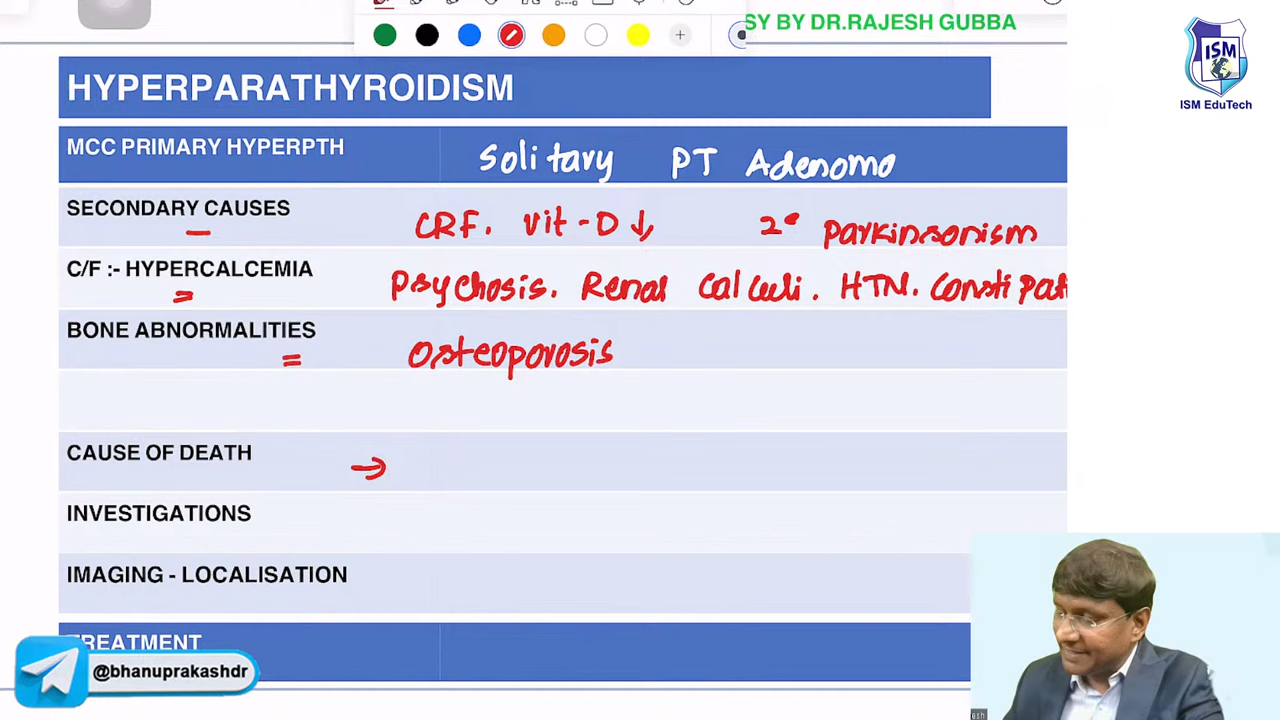 SY BY DR.RAJESH GUBBA
ISM
ISM EduTech
HYPERPARATHYROIDISM
MCC PRIMARY HYPERPTH Solitary PT Adenoma
SECONDARY CAUSES CRF. Vit-D ↓ 2° Parkinsonism
C/F :- HYPERCALCEMIA Psychosis. Renal Calculi. HTN. Constipat
BONE ABNORMALITIES Osteoporosis
CAUSE OF DEATH →
INVESTIGATIONS
IMAGING - LOCALISATION
TREATMENT
@bhanuprakashdr